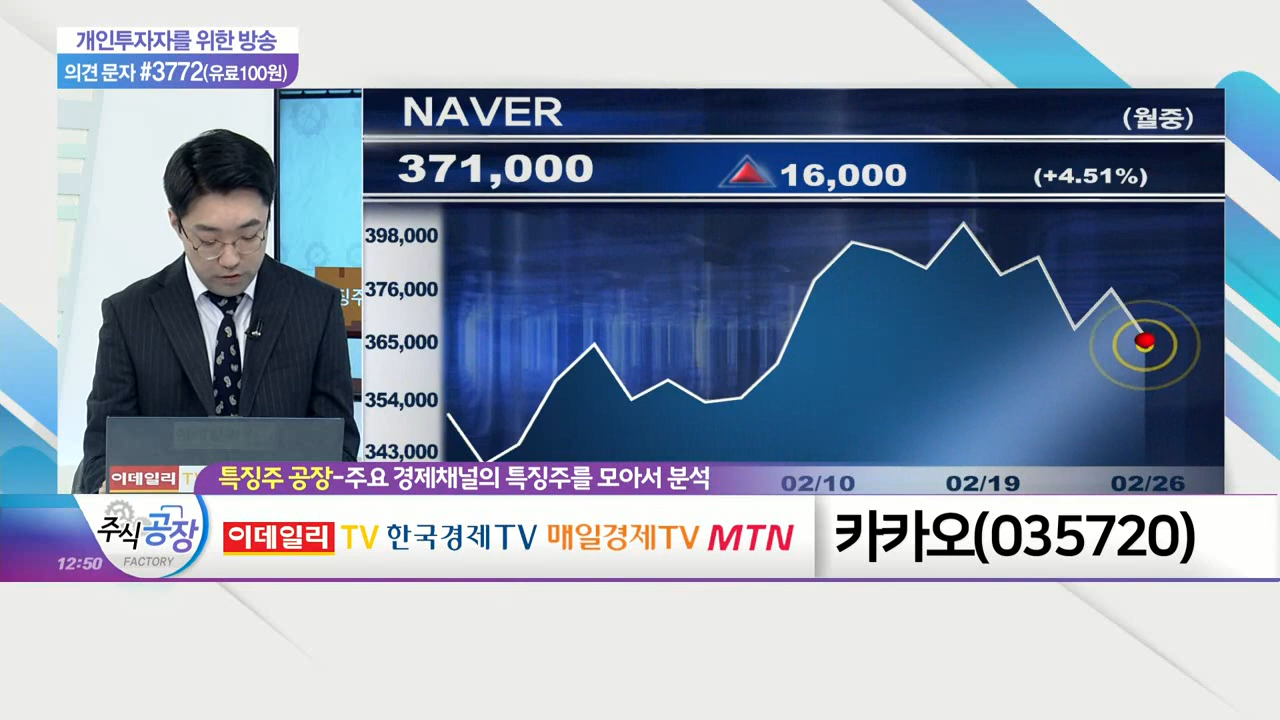 개인투자자를 위한 방송
의견 문자 #3772(유료100원)
NAVER
(월중)
371,000
16,000
(+4.51%)
398,000
376,000
365,000
354,000
343,000
징주
이데일리 T
특징주 공장-주요 경제채널의 특징주를 모아서 분석
02/10
02/19
02/26
주식공장
FACTORY
12:50
이데일리 TV 한국경제TV 매일경제TV MTN
카카오(035720)